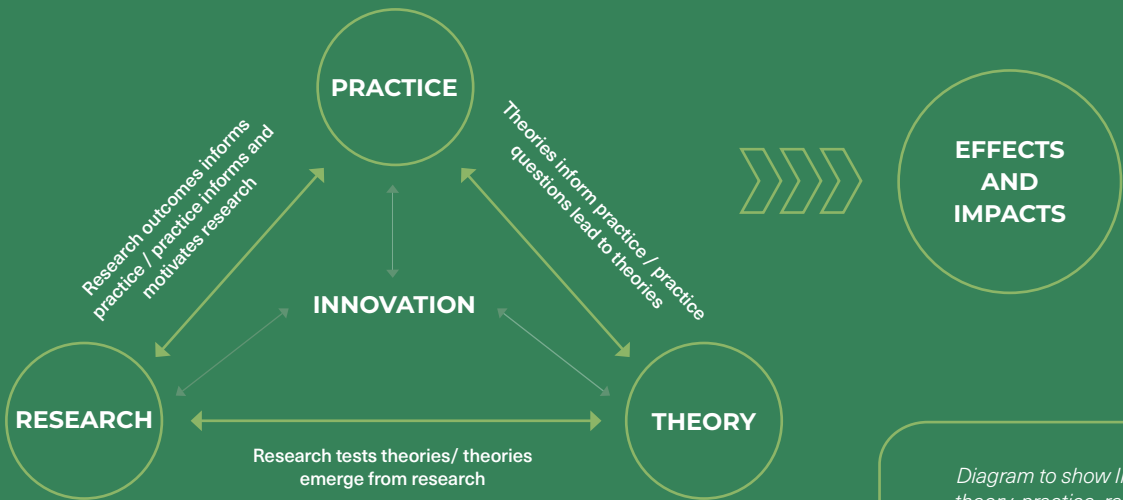 PRACTICE
Research outcomes informs
practice / practice informs and
motivates research
Theories inform practice / practice
questions lead to theories
EFFECTS
AND
IMPACTS
INNOVATION
RESEARCH
THEORY
Research tests theories/ theories
emerge from research
Diagram to show